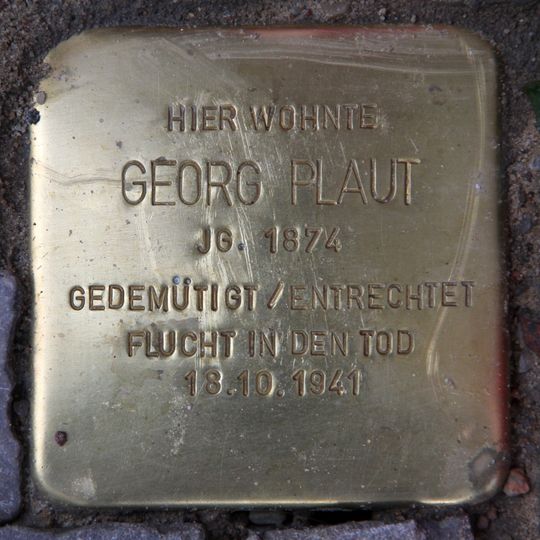 HIER WOHNTE
GEORG PLAUT
JG. 1874
GEDEMÜTIGT / ENTRECHTET
FLUCHT IN DEN TOD
18.10.1941